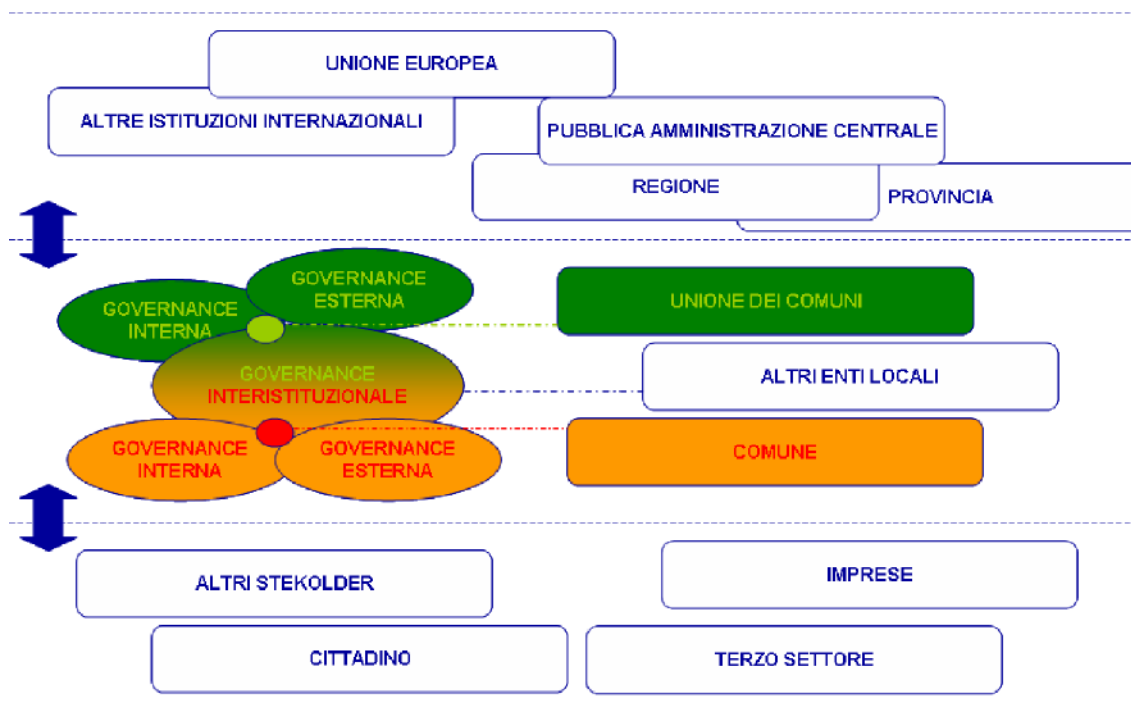 UNIONE EUROPEA
ALTRE ISTITUZIONI INTERNAZIONALI
PUBBLICA AMMINISTRAZIONE CENTRALE
REGIONE
PROVINCIA
GOVERNANCE
ESTERNA
GOVERNANCE
INTERNA
UNIONE DEI COMUNI
GOVERNANCE
INTERISTITUZIONALE
ALTRI ENTI LOCALI
GOVERNANCE
INTERNA
GOVERNANCE
ESTERNA
COMUNE
ALTRI STEKOLDER
IMPRESE
CITTADINO
TERZO SETTORE